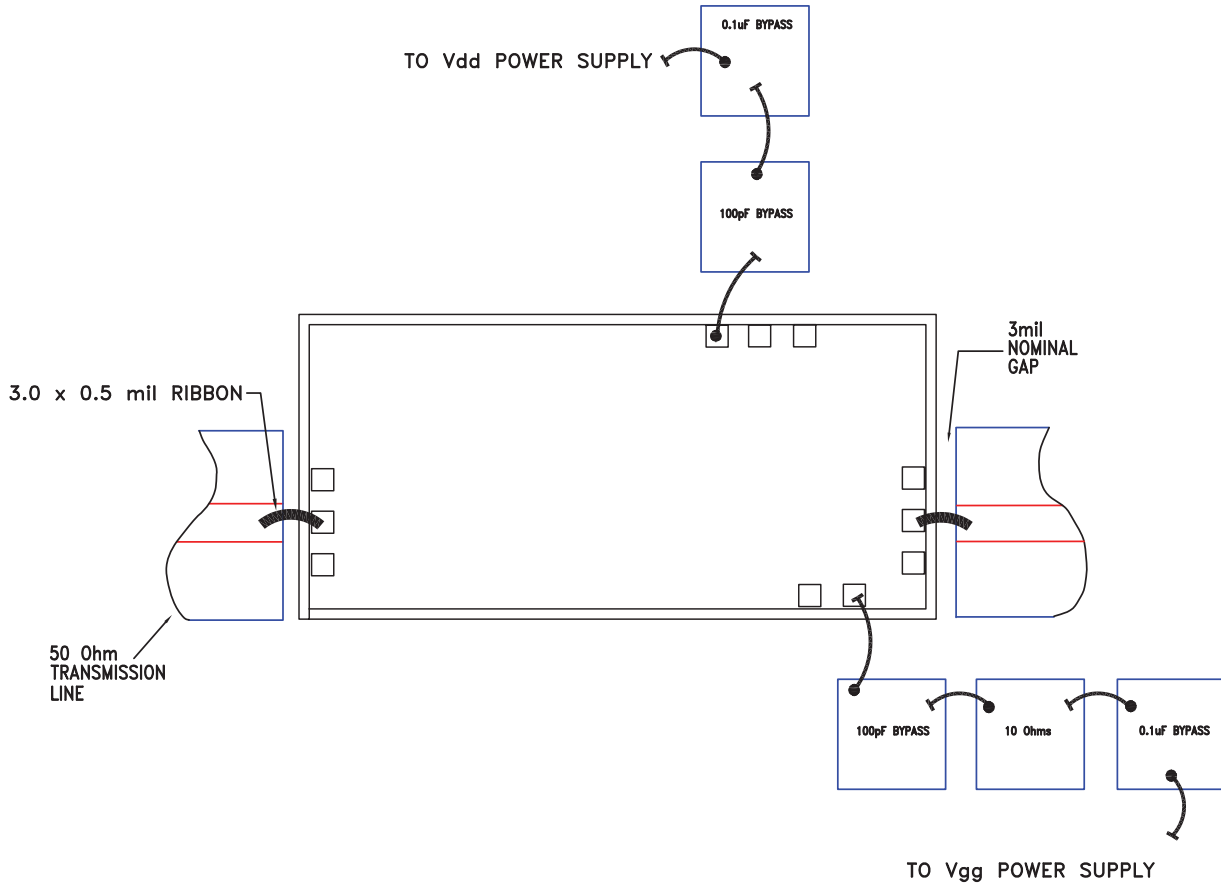 0.1uF BYPASS
TO Vdd POWER SUPPLY
100pF BYPASS
3mil
NOMINAL
GAP
3.0 x 0.5 mil RIBBON
50 Ohm
TRANSMISSION
LINE
100pF BYPASS
10 Ohms
0.1uF BYPASS
TO Vgg POWER SUPPLY